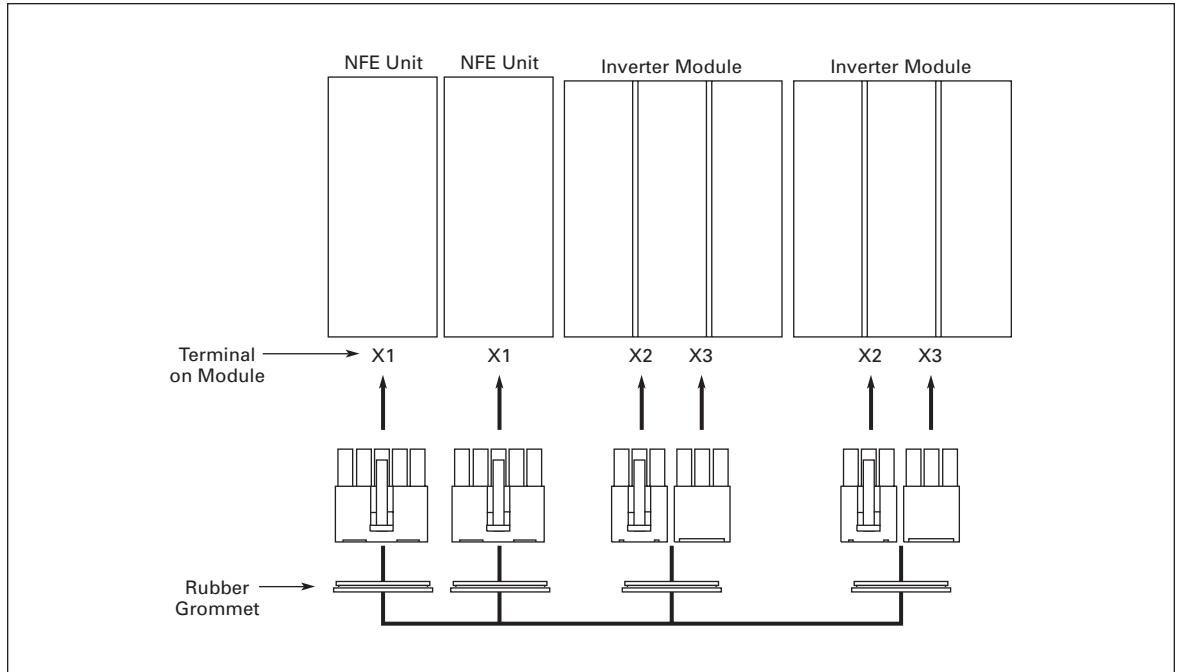 NFE Unit
NFE Unit
Inverter Module
Inverter Module
Terminal
on Module
X1
X1
X2
X3
X2
X3
Rubber
Grommet